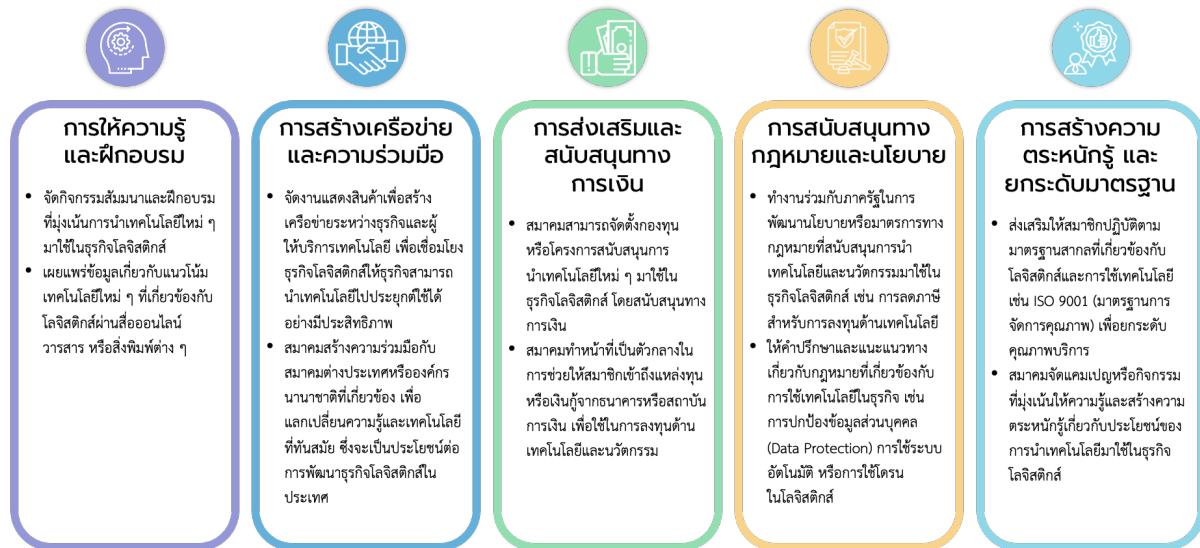 การให้ความรู้
และฝึกอบรม
• จัดกิจกรรมสัมมนาและฝึกอบรม
ที่มุ่งเน้นการนำเทคโนโลยีใหม่ ๆ
มาใช้ในธุรกิจโลจิสติกส์
• เผยแพร่ข้อมูลเกี่ยวกับแนวโน้ม
เทคโนโลยีใหม่ ๆ ที่เกี่ยวข้องกับ
โลจิสติกส์ผ่านสื่อออนไลน์
วารสาร หรือสิ่งพิมพ์ต่าง ๆ
การสร้างเครือข่าย
และความร่วมมือ
• จัดงานแสดงสินค้าเพื่อสร้าง
เครือข่ายระหว่างธุรกิจและผู้
ให้บริการเทคโนโลยี เพื่อเชื่อมโยง
ธุรกิจโลจิสติกส์ให้ธุรกิจสามารถ
นำเทคโนโลยีไปประยุกต์ใช้ได้
อย่างมีประสิทธิภาพ
• สมาคมสร้างความร่วมมือกับ
สมาคมต่างประเทศหรือองค์กร
นานาชาติที่เกี่ยวข้อง เพื่อ
แลกเปลี่ยนความรู้และเทคโนโลยี
ที่ทันสมัย ซึ่งจะเป็นประโยชน์ต่อ
การพัฒนาธุรกิจโลจิสติกส์ใน
ประเทศ
การส่งเสริมและ
สนับสนุนทาง
การเงิน
• สมาคมสามารถจัดตั้งกองทุน
หรือโครงการสนับสนุนการ
นำเทคโนโลยีใหม่ ๆ มาใช้ใน
ธุรกิจโลจิสติกส์ โดยสนับสนุนทาง
การเงิน
• สมาคมทำหน้าที่เป็นตัวกลางใน
การช่วยให้สมาชิกเข้าถึงแหล่งทุน
หรือเงินกู้จากธนาคารหรือสถาบัน
การเงิน เพื่อใช้ในการลงทุนด้าน
เทคโนโลยีและนวัตกรรม
การสนับสนุนทาง
กฎหมายและนโยบาย
• ทำงานร่วมกับภาครัฐในการ
พัฒนานโยบายหรือมาตรการทาง
กฎหมายที่สนับสนุนการนำ
เทคโนโลยีและนวัตกรรมมาใช้ใน
ธุรกิจโลจิสติกส์ เช่น การลดภาษี
สำหรับการลงทุนด้านเทคโนโลยี
• ให้คำปรึกษาและแนะแนวทาง
เกี่ยวกับกฎหมายที่เกี่ยวข้องกับ
การใช้เทคโนโลยีในธุรกิจ เช่น
การปกป้องข้อมูลส่วนบุคคล
(Data Protection) การใช้ระบบ
อัตโนมัติ หรือการใช้โดรน
ในโลจิสติกส์
การสร้างความ
ตระหนักรู้ และ
ยกระดับมาตรฐาน
• ส่งเสริมให้สมาชิกปฏิบัติตาม
มาตรฐานสากลที่เกี่ยวข้องกับ
โลจิสติกส์และการใช้เทคโนโลยี
เช่น ISO 9001 (มาตรฐานการ
จัดการคุณภาพ) เพื่อยกระดับ
คุณภาพบริการ
• สมาคมจัดแคมเปญหรือกิจกรรม
ที่มุ่งเน้นให้ความรู้และสร้างความ
ตระหนักรู้เกี่ยวกับประโยชน์ของ
การนำเทคโนโลยีมาใช้ในธุรกิจ
โลจิสติกส์